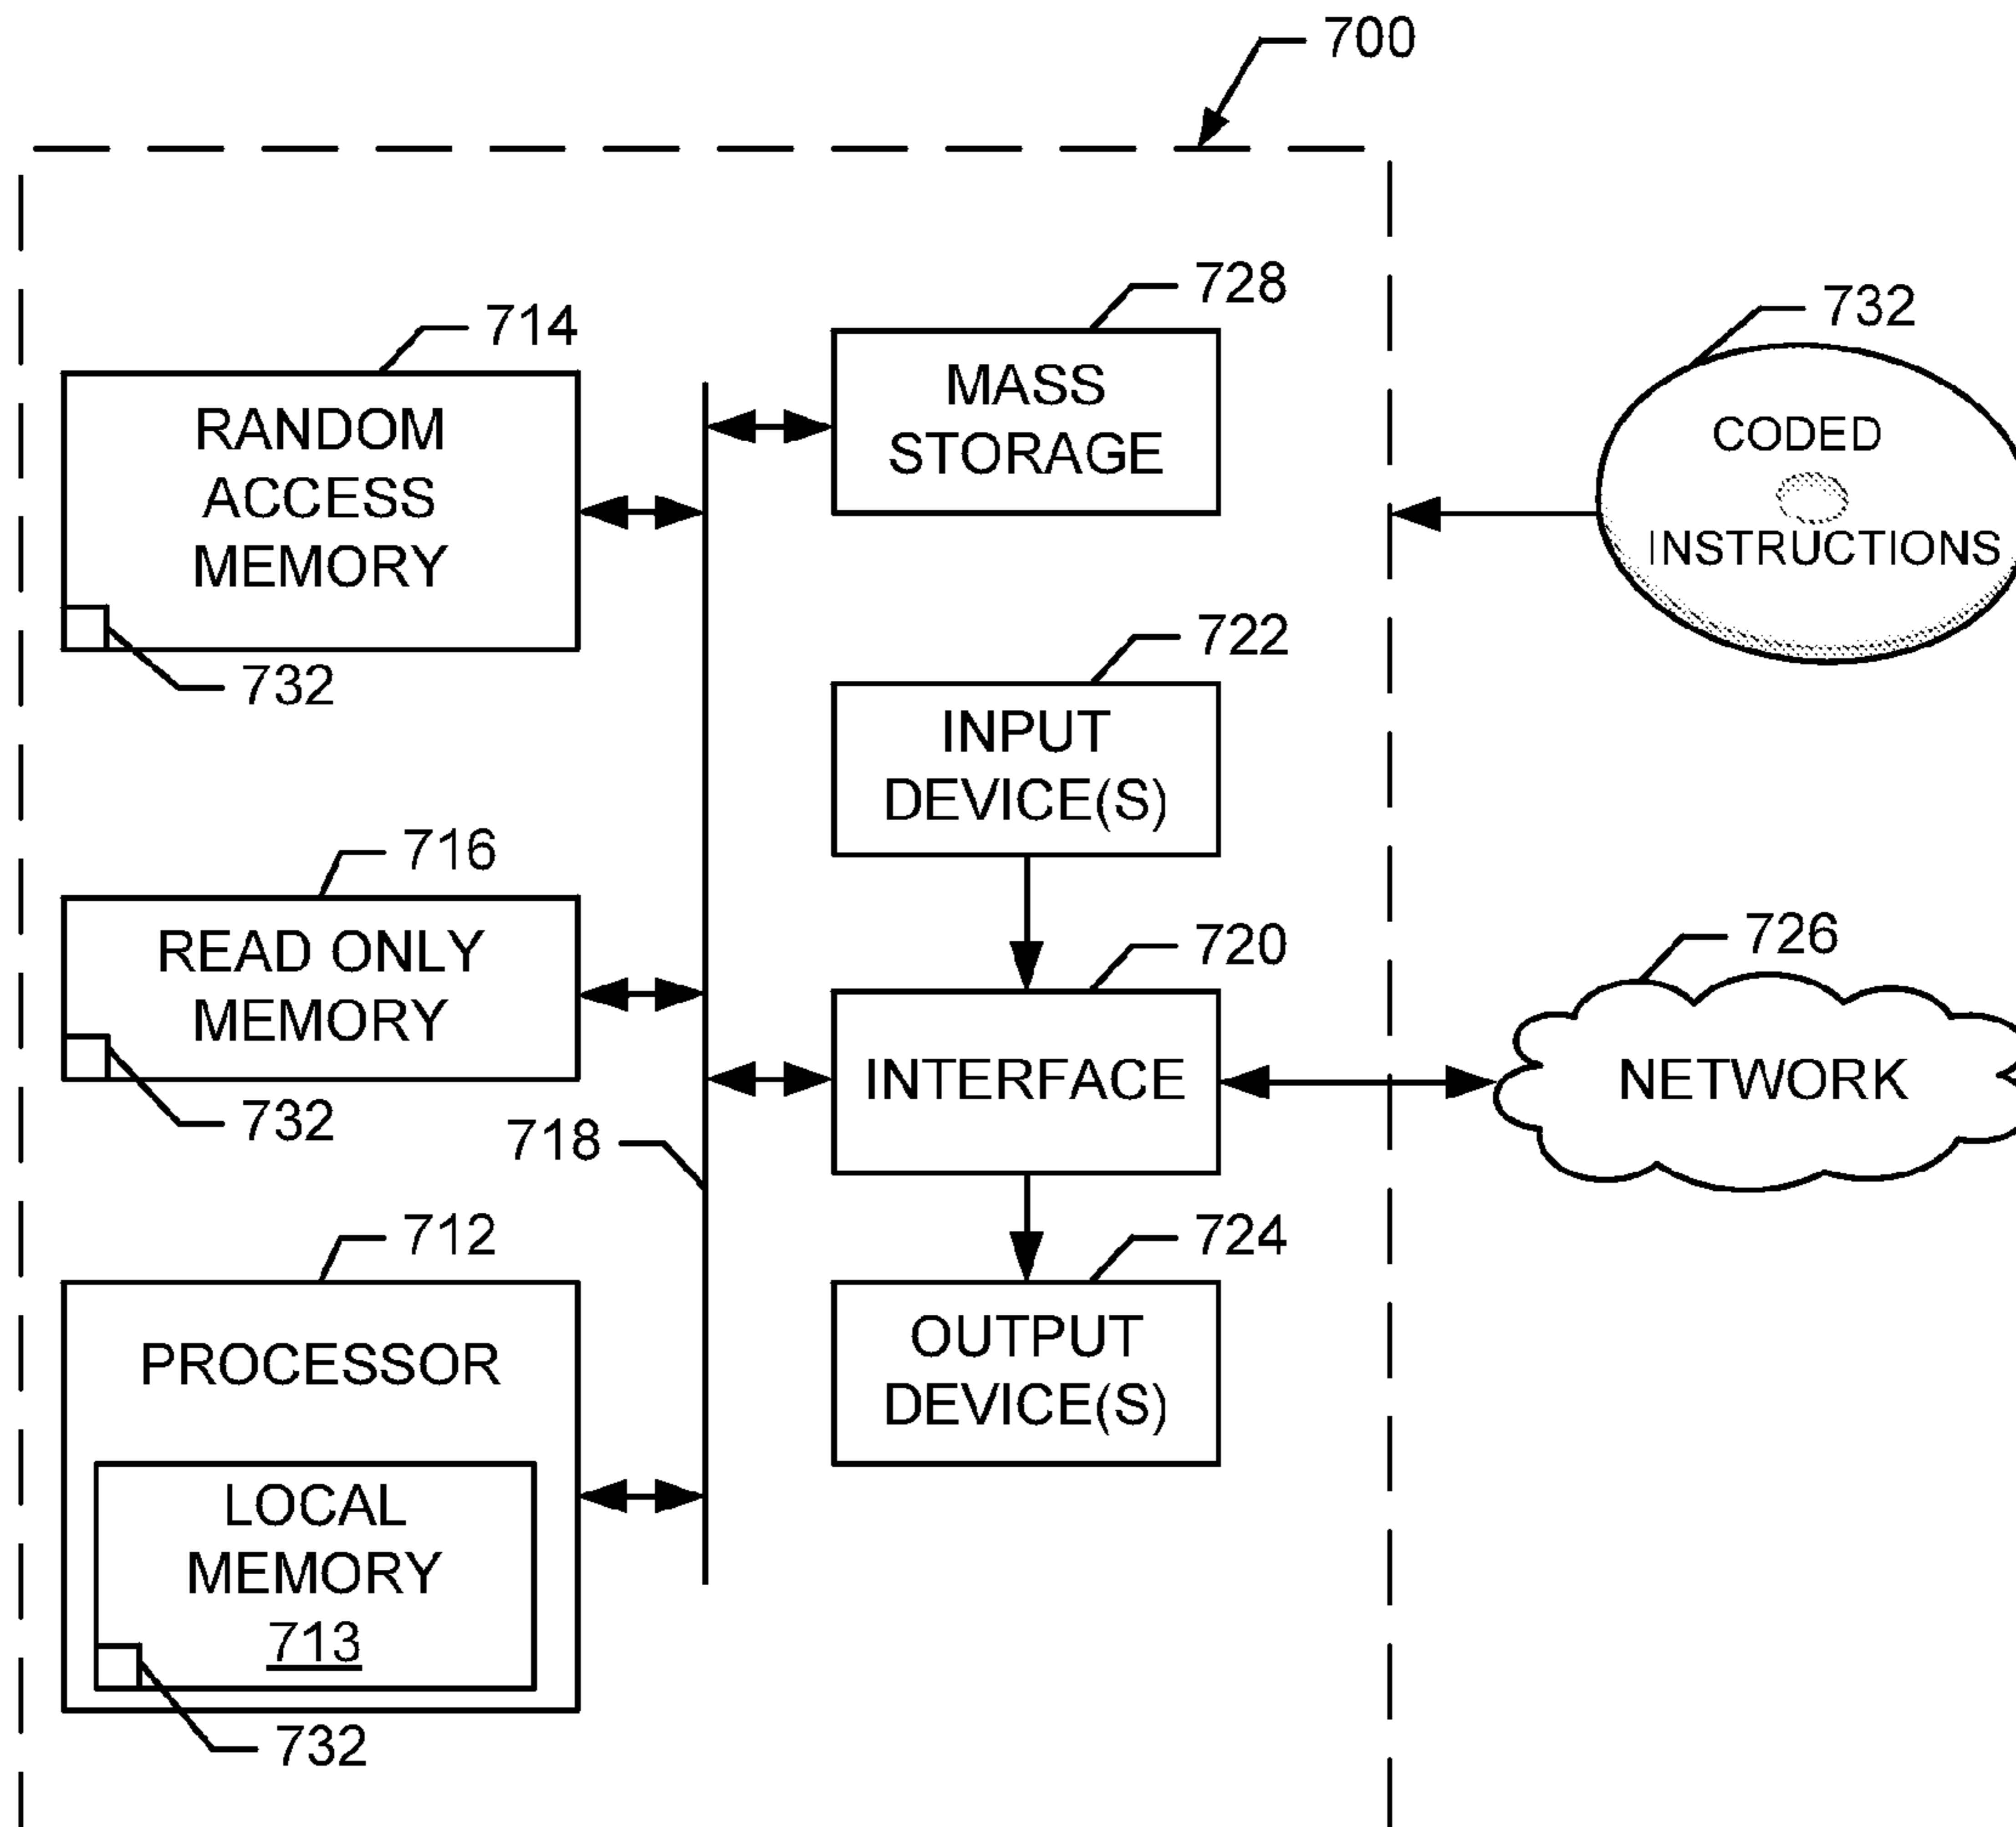 700
728
714
732
MASS
STORAGE
RANDOM
ACCESS
MEMORY
CODED
INSTRUCTIONS
732
722
INPUT
DEVICE(S)
716
READ ONLY
MEMORY
720
726
INTERFACE
NETWORK
732
718
712
724
PROCESSOR
OUTPUT
DEVICE(S)
LOCAL
MEMORY
713
732